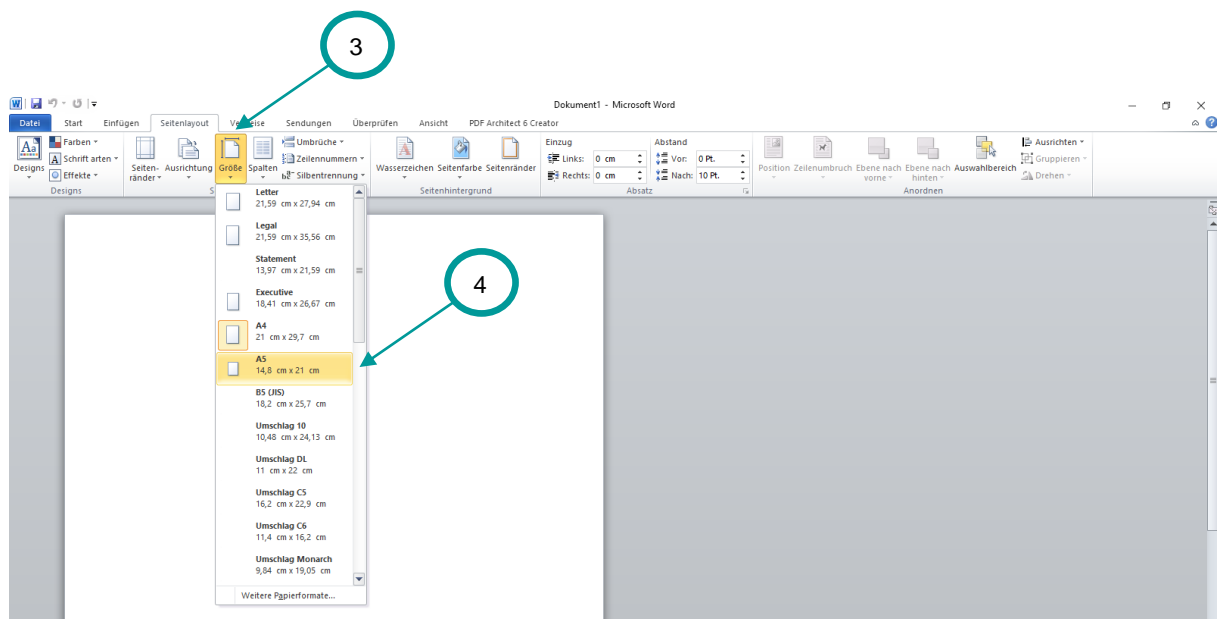 3
Dokument1 - Microsoft Word
Datei Start Einfügen Seitenlayout Sendungen Überprüfen Ansicht PDF Architect 6 Creator
Farben
Schriftarten
Effekte
Designs
Designs
Seiten-
ränder
Ausrichtung
Größe
Spalten
Umbrüche
Zeilennummern
Silbentrennung
S
Wasserzeichen Seitenfarbe Seitenränder
Seitenhintergrund
Einzug
Links: 0 cm
Rechts: 0 cm
Abstand
Vor: 0 Pt.
Nach: 10 Pt.
Absatz
Position Zeilenumbruch
Ebene nach
vorne
Ebene nach
hinten
Auswahlbereich
Ausrichten
Gruppieren
Drehen
Anordnen
Letter
21,59 cm x 27,94 cm
Legal
21,59 cm x 35,56 cm
Statement
13,97 cm x 21,59 cm
Executive
18,41 cm x 26,67 cm
A4
21 cm x 29,7 cm
A5
14,8 cm x 21 cm
B5 (JIS)
18,2 cm x 25,7 cm
Umschlag 10
10,48 cm x 24,13 cm
Umschlag DL
11 cm x 22 cm
Umschlag C5
16,2 cm x 22,9 cm
Umschlag C6
11,4 cm x 16,2 cm
Umschlag Monarch
9,84 cm x 19,05 cm
Weitere Papierformate...
4